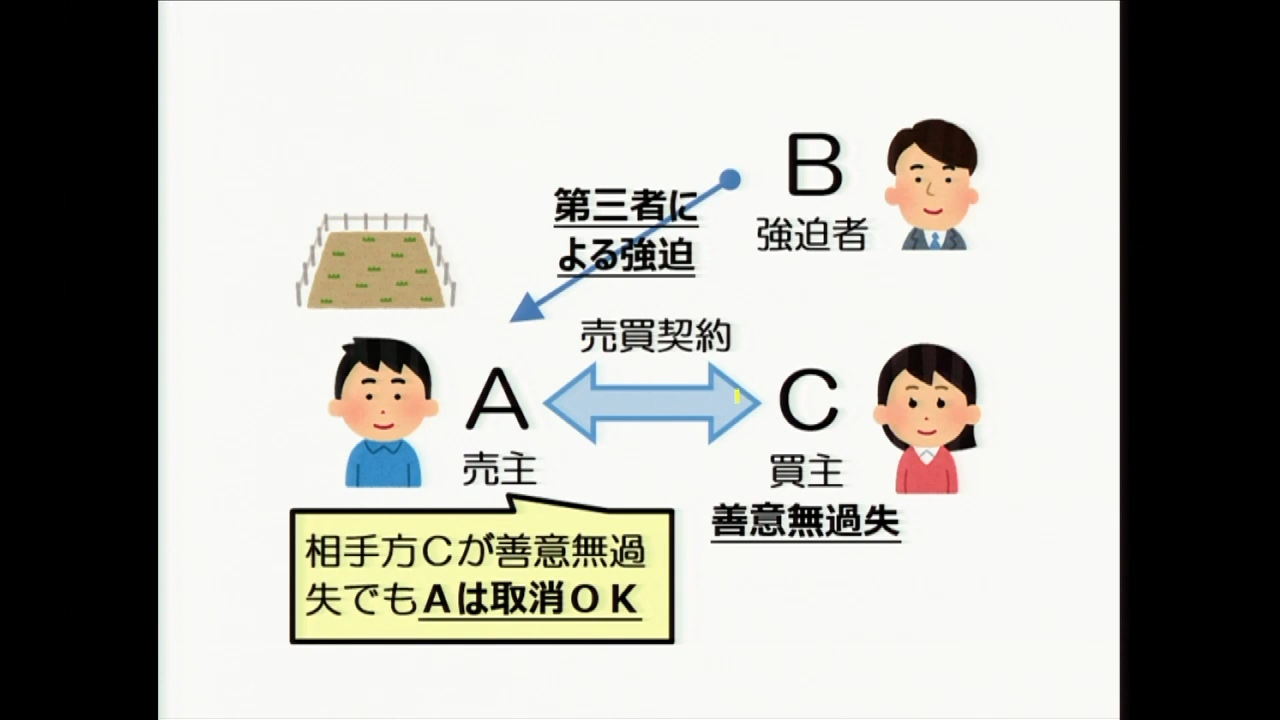 B
強迫者
第三者に
よる強迫
売買契約
A
売主
C
買主
善意無過失
相手方Cが善意無過
失でもAは取消OK